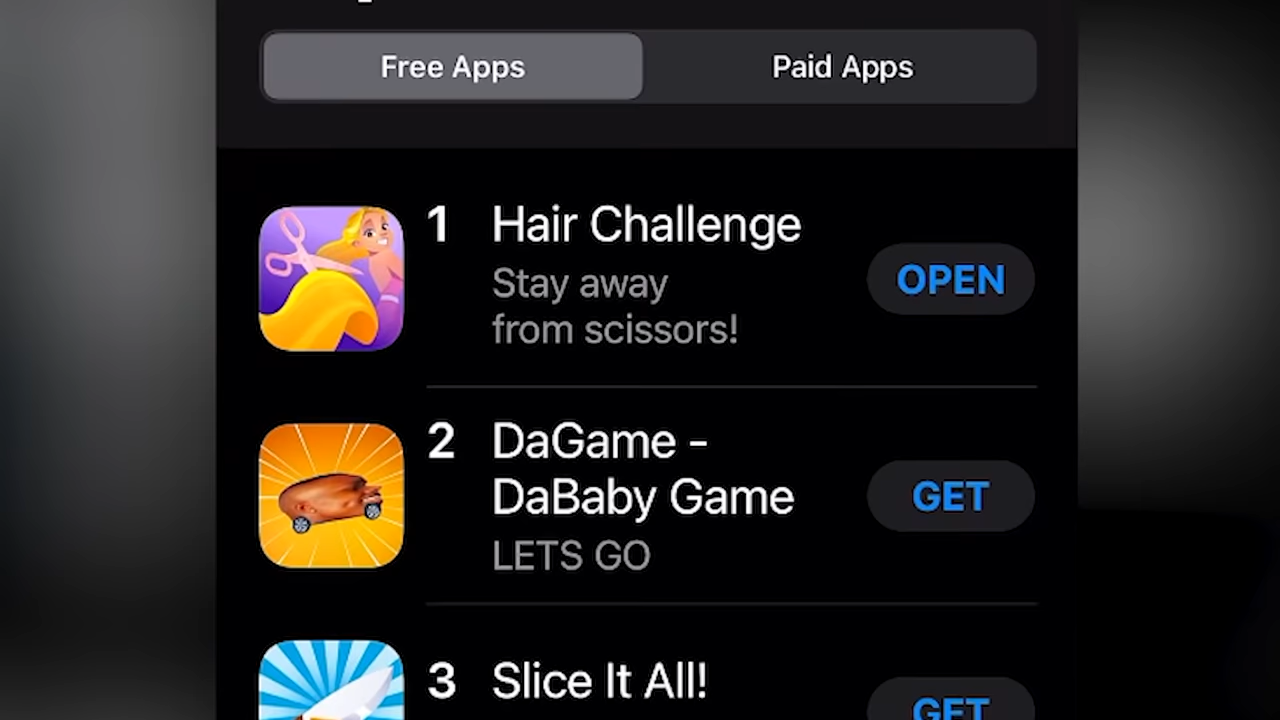 Free Apps
Paid Apps
1 Hair Challenge
Stay away
from scissors!
OPEN
2 DaGame -
DaBaby Game
LETS GO
GET
3 Slice It All!
GET